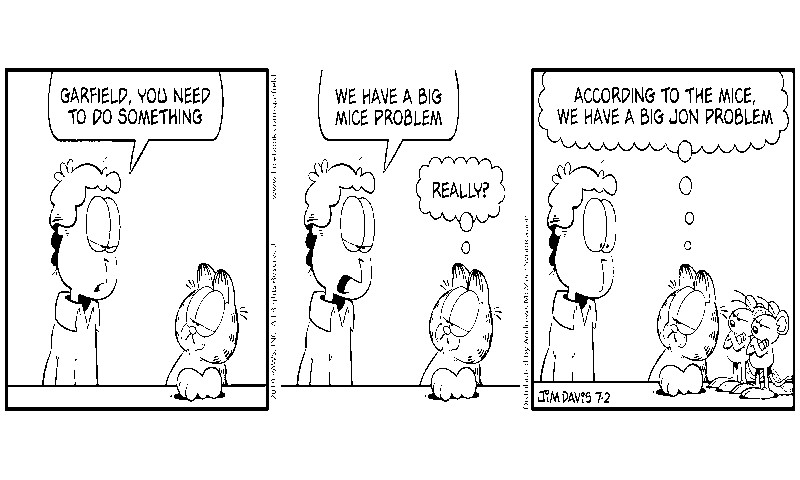 GARFIELD, YOU NEED
TO DO SOMETHING
WE HAVE A BIG
MICE PROBLEM
REALLY?
ACCORDING TO THE MICE,
WE HAVE A BIG JON PROBLEM
JIM DAVIS 7-2